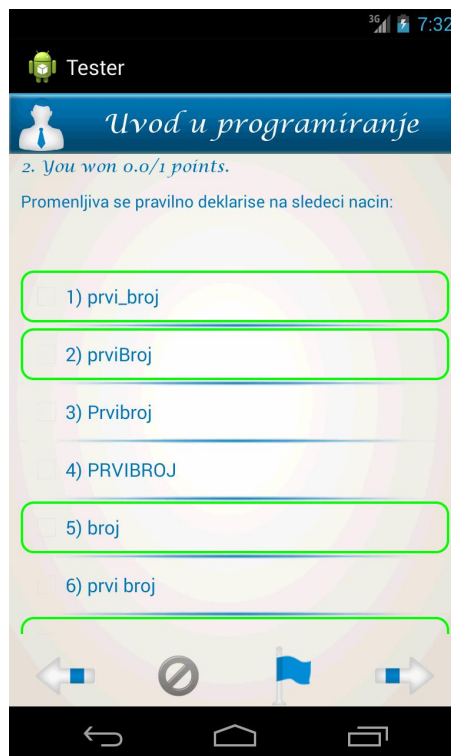 3G 7:32
Tester
Uvod u programiranje
2. You won 0.0/1 points.
Promenljiva se pravilno deklarise na sledeci nacin:
1) prvi_broj
2) prviBroj
3) Prvibroj
4) PRVIBROJ
5) broj
6) prvi broj